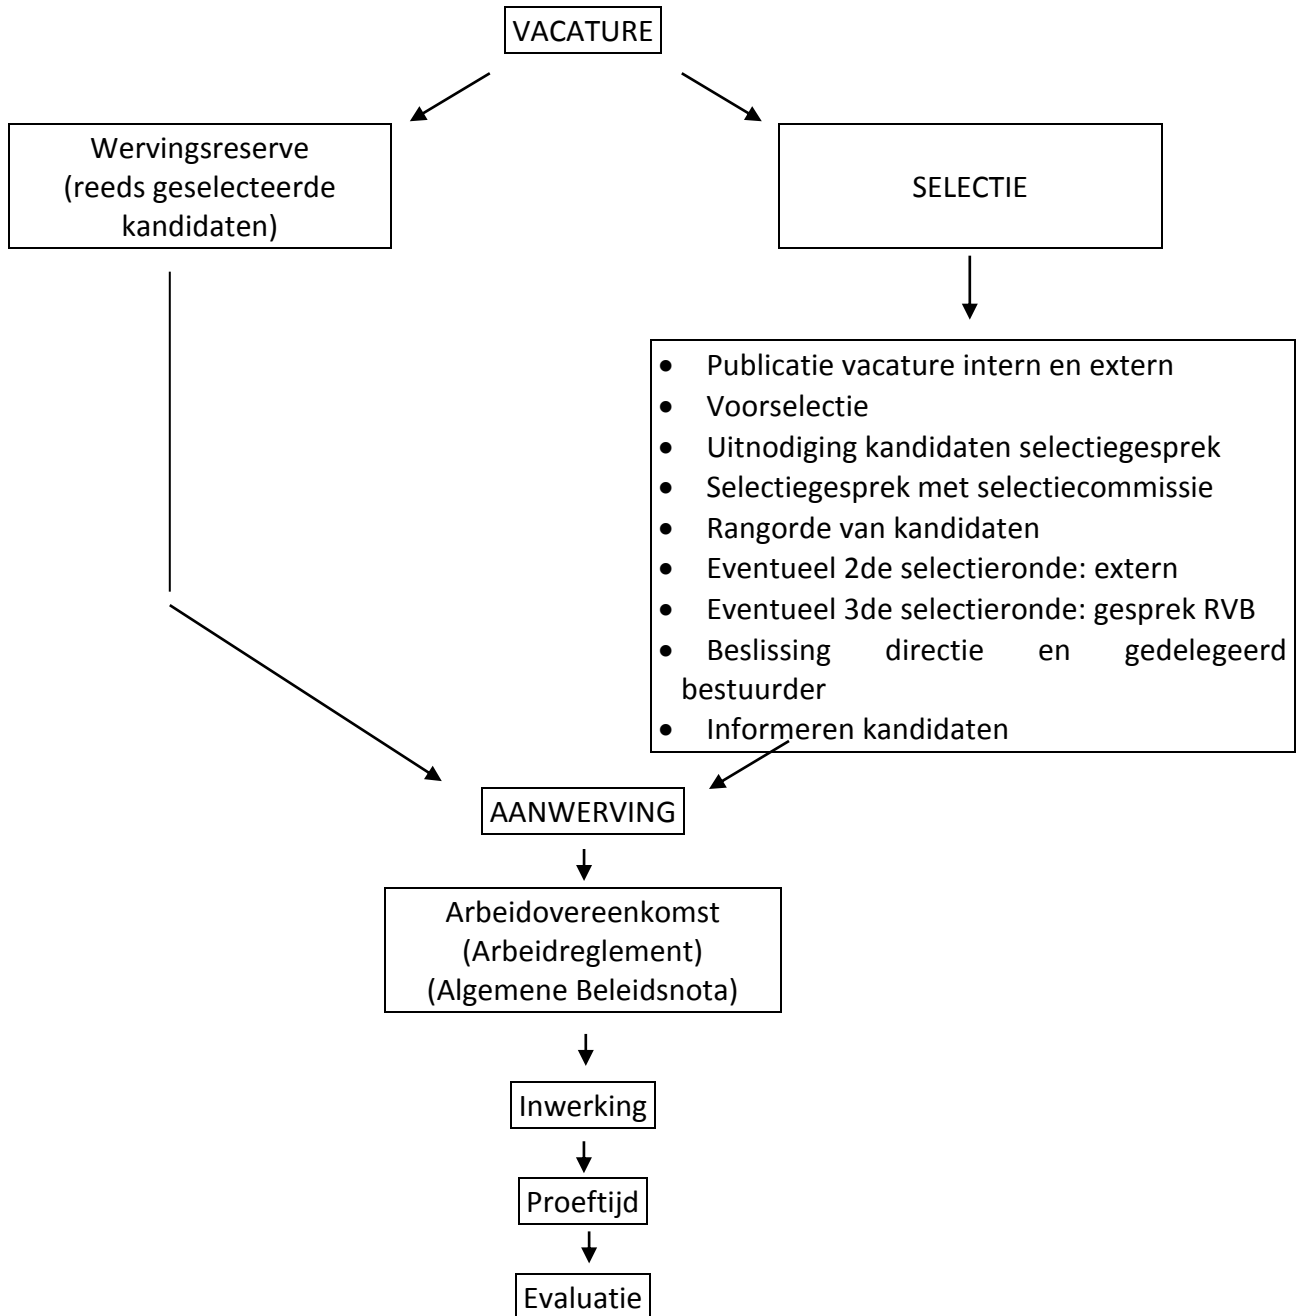 VACATURE
Wervingsreserve
(reeds geselecteerde
kandidaten)
SELECTIE
• Publicatie vacature intern en extern
• Voorselectie
• Uitnodiging kandidaten selectiegesprek
• Selectiegesprek met selectiecommissie
• Rangorde van kandidaten
• Eventueel 2de selectieronde: extern
• Eventueel 3de selectieronde: gesprek RVB
• Beslissing directie en gedelegeerd
bestuurder
• Informeren kandidaten
AANWERVING
Arbeidovereenkomst
(Arbeidreglement)
(Algemene Beleidsnota)
Inwerking
Proeftijd
Evaluatie